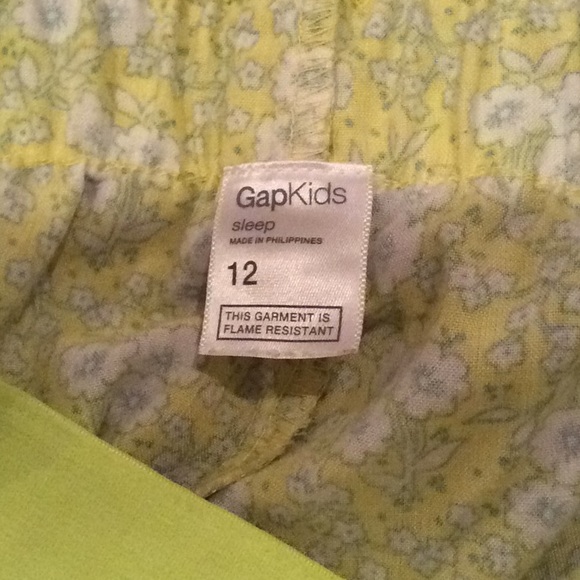 GapKids
sleep
MADE IN PHILIPPINES
12
THIS GARMENT IS
FLAME RESISTANT